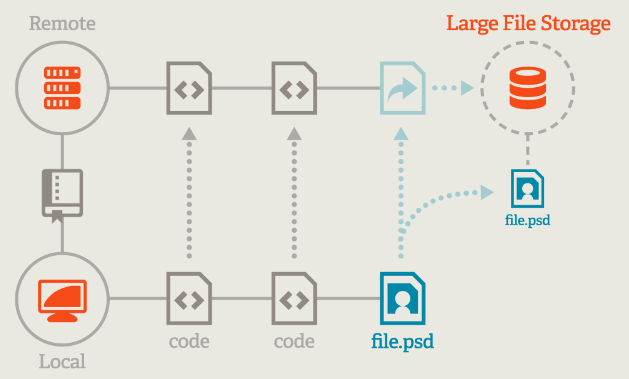 Remote
Large File Storage
file.psd
code
code
file.psd
Local